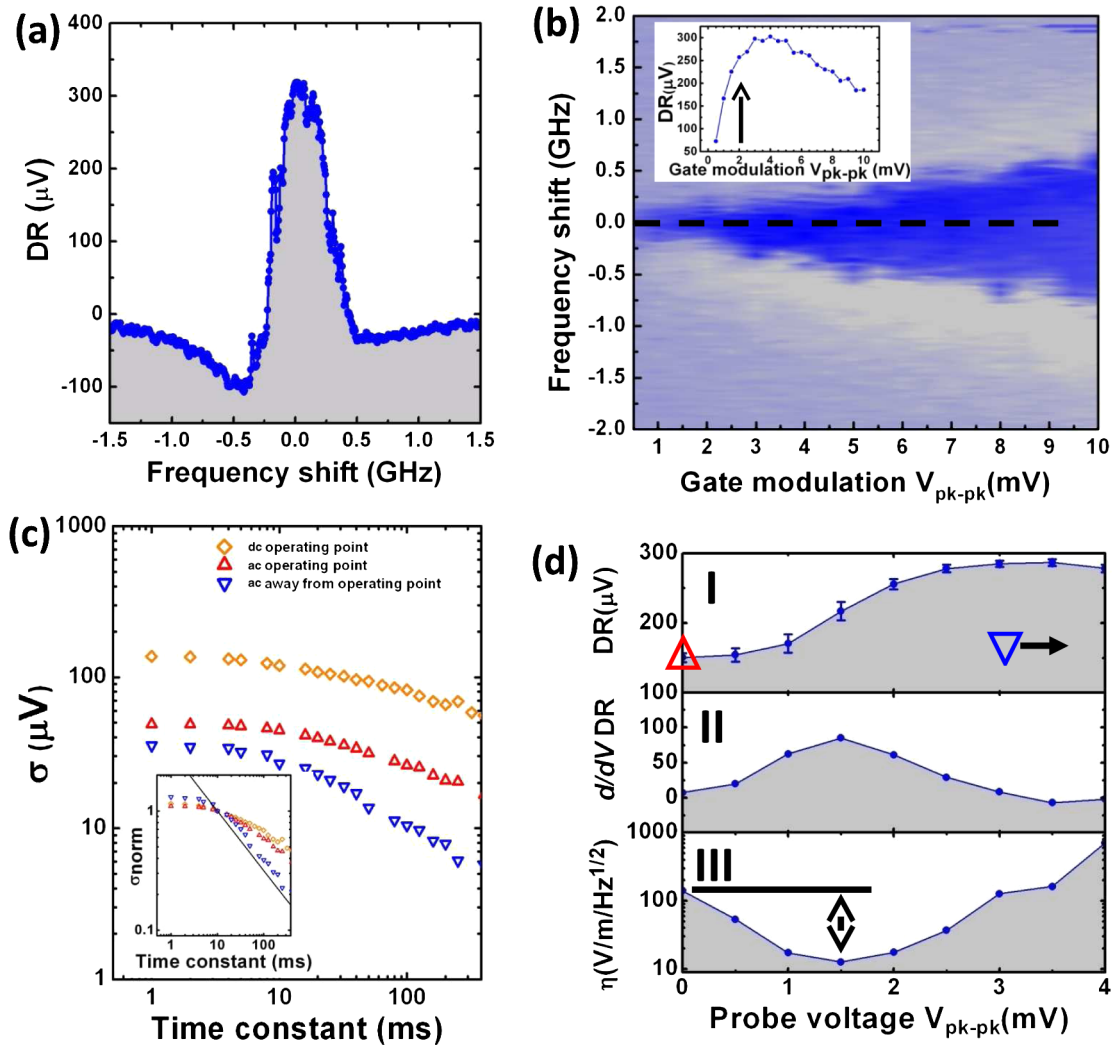 (a)
400
300
200
100
0
-100
DR (μV)
-1.5 -1.0 -0.5 0.0 0.5 1.0 1.5
Frequency shift (GHz)
(b)
2.0
1.5
1.0
0.5
0.0
-0.5
-1.0
-1.5
-2.0
Frequency shift (GHz)
300
250
200
150
100
50
DR(μV)
0 2 4 6 8 10
Gate modulation Vpk-pk (mV)
1 2 3 4 5 6 7 8 9 10
Gate modulation Vpk-pk(mV)
(c)
1000
100
10
1
σ (μV)
dc operating point
ac operating point
ac away from operating point
1
0.1
σnorm
1 10 100
Time constant (ms)
1 10 100
Time constant (ms)
(d)
300
200
100
DR(μV)
I
100
50
0
d/dV DR
II
1000
100
10
η(V/m/Hz1/2)
III
0 1 2 3 4
Probe voltage Vpk-pk(mV)